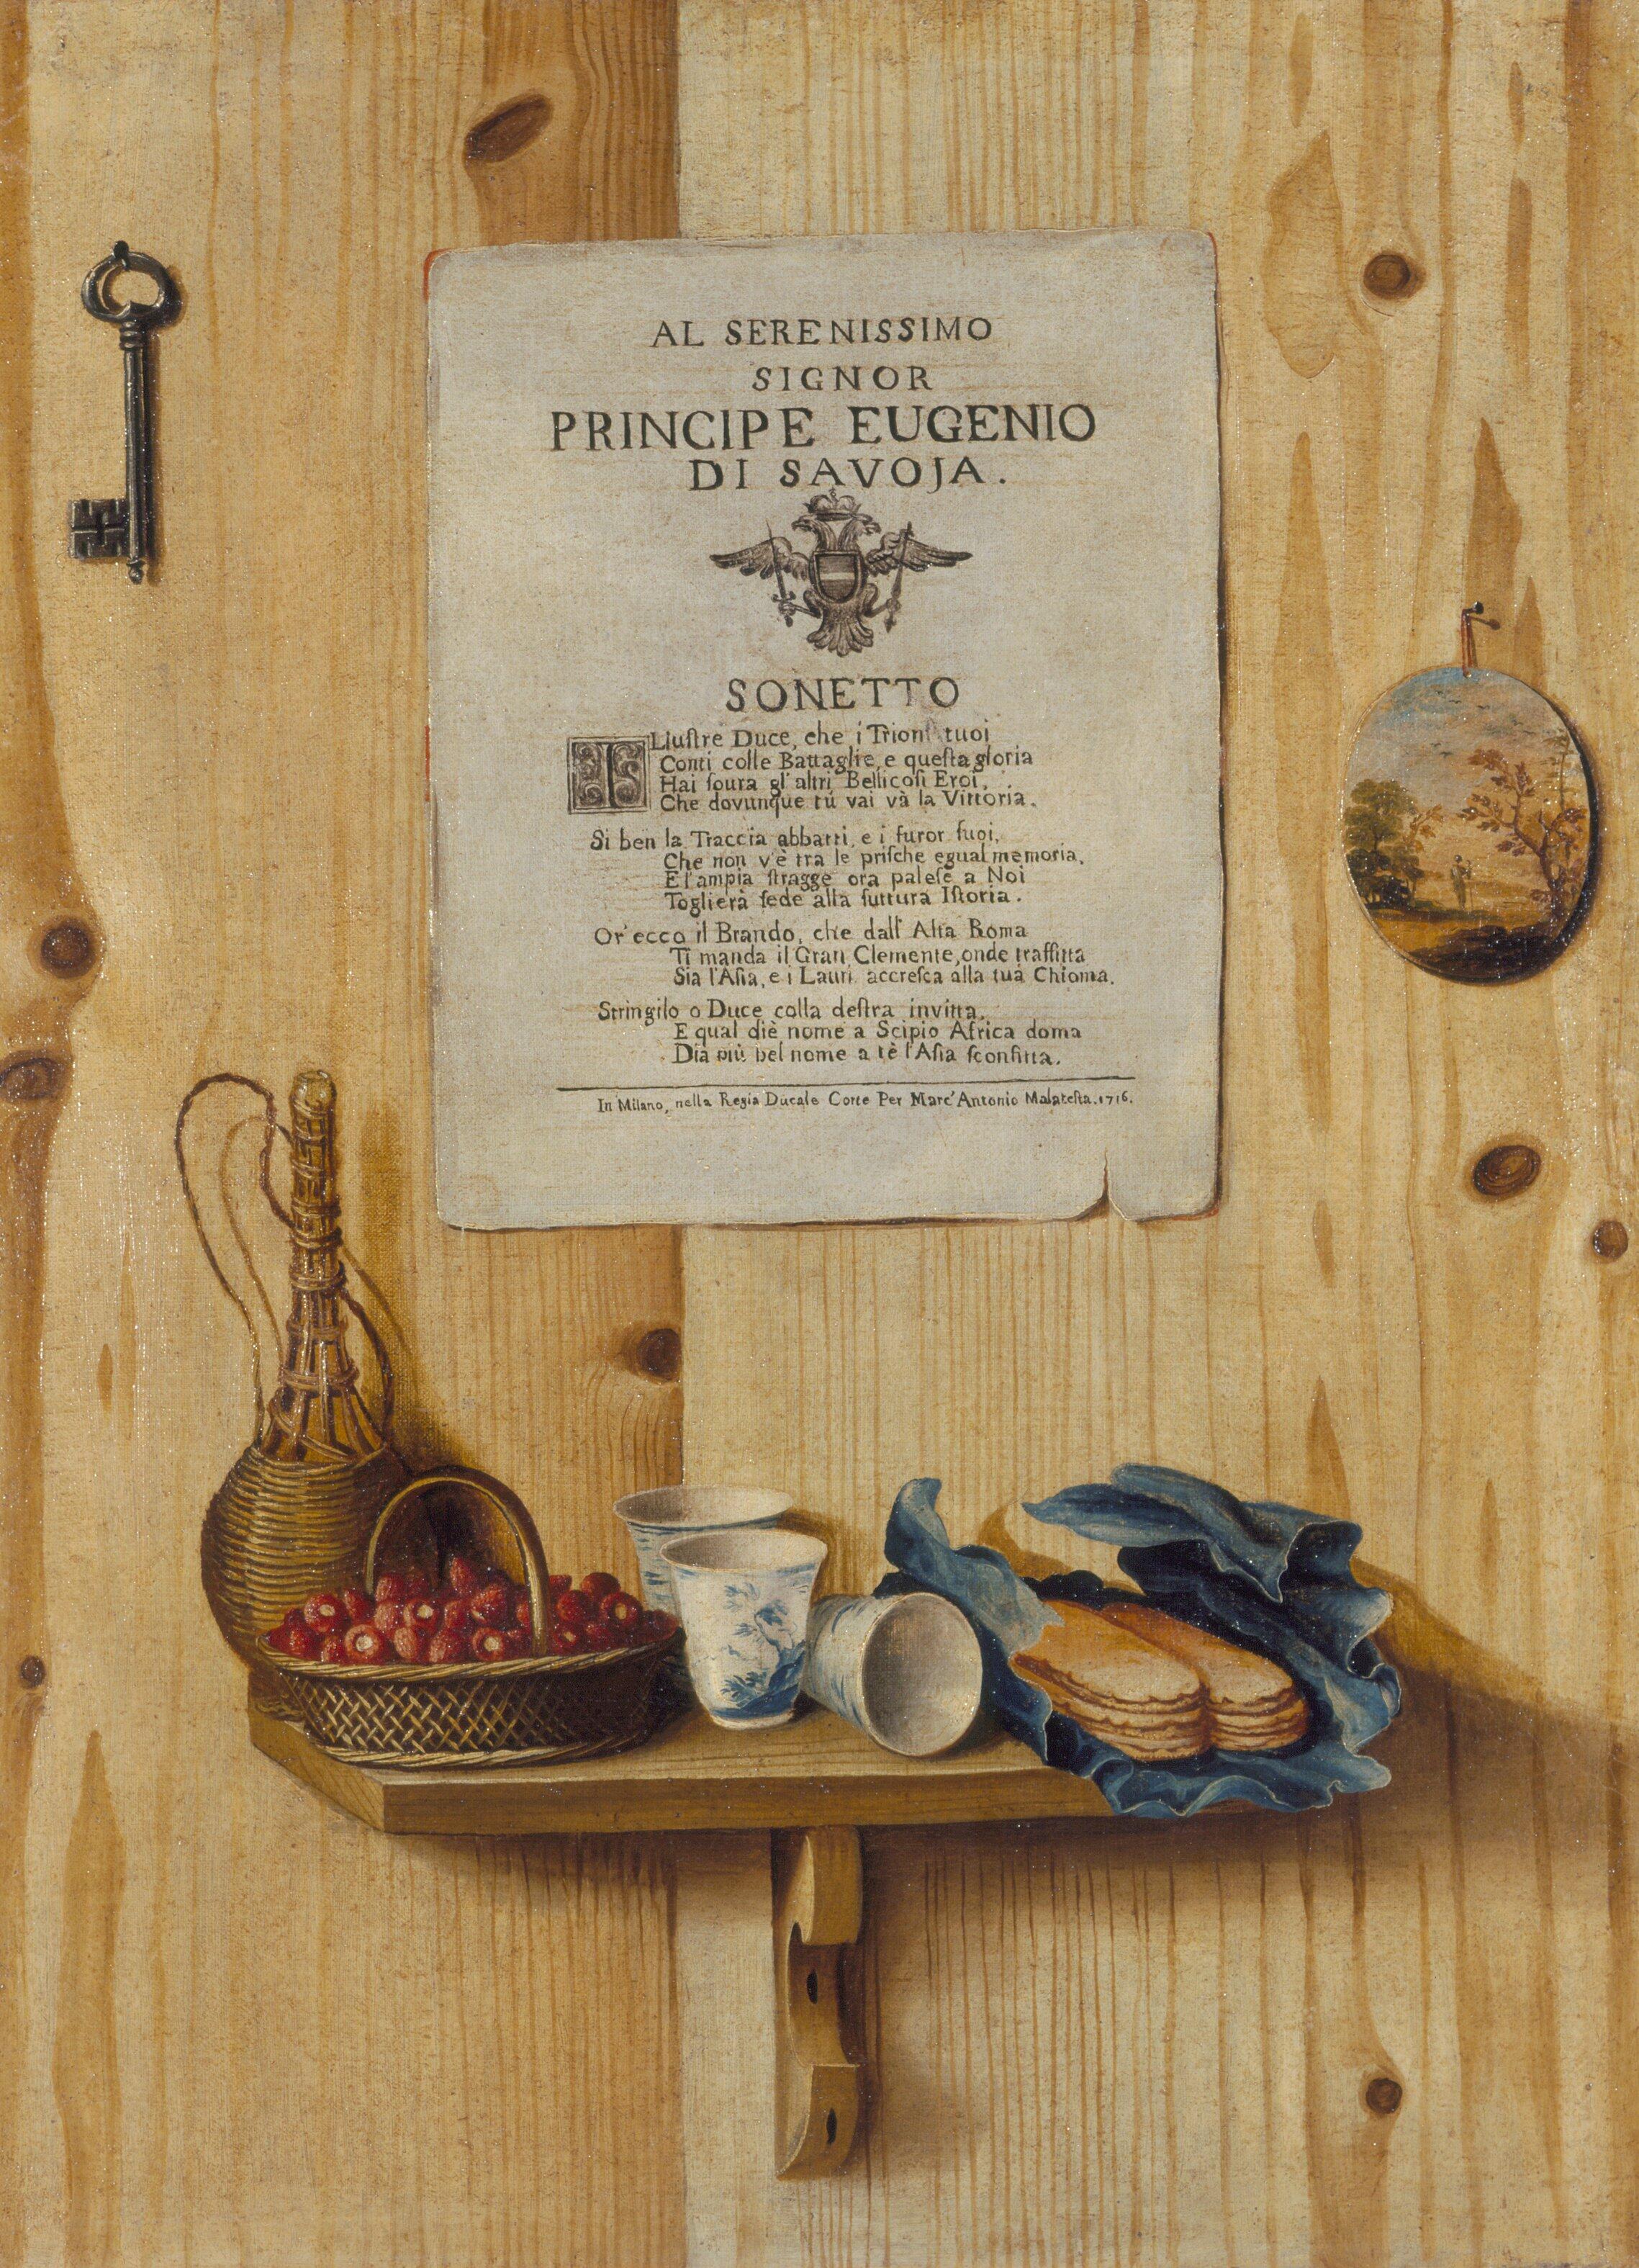 AL SERENISSIMO
SIGNOR
PRINCIPE EUGENIO
DI SAVOJA.
SONETTO
ILluſtre Duce, che i Trionfi tuoi
Conti colle Battaglie, e queſta gloria
Hai ſoura gl'altri Bellicoſi Eroi,
Che dovunque tú vai và la Vittoria.
Si ben la Traccia abbatti, e i furor ſuoi,
Che non v'è tra le priſche egual memoria,
E l'ampia ſtragge ora paleſe a Noi
Toglierà fede alla futtura Iſtoria.
Or' ecco il Brando, che dall' Alta Roma
Ti manda il Gran Clemente, onde traffitta
Sia l'Aſia, e i Lauri accreſca alla tua Chioma.
Stringilo o Duce colla deſtra invitta,
E qual diè nome a Scipio Africa doma
Dia più bel nome a tè l'Aſia ſconfitta.
In Milano, nella Regia Ducale Corte Per Marc'Antonio Malateſta. 1716.